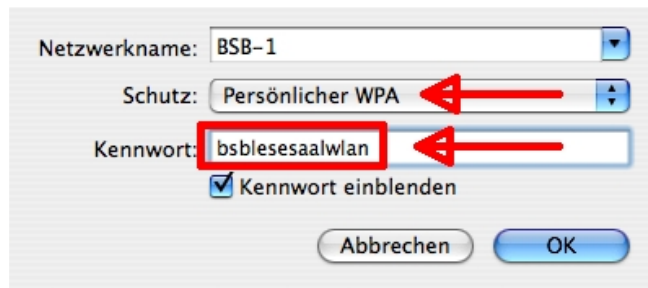 Netzwerkname: BSB-1
Schutz: Persönlicher WPA
Kennwort: bsblesesaalwlan
Kennwort einblenden
Abbrechen OK